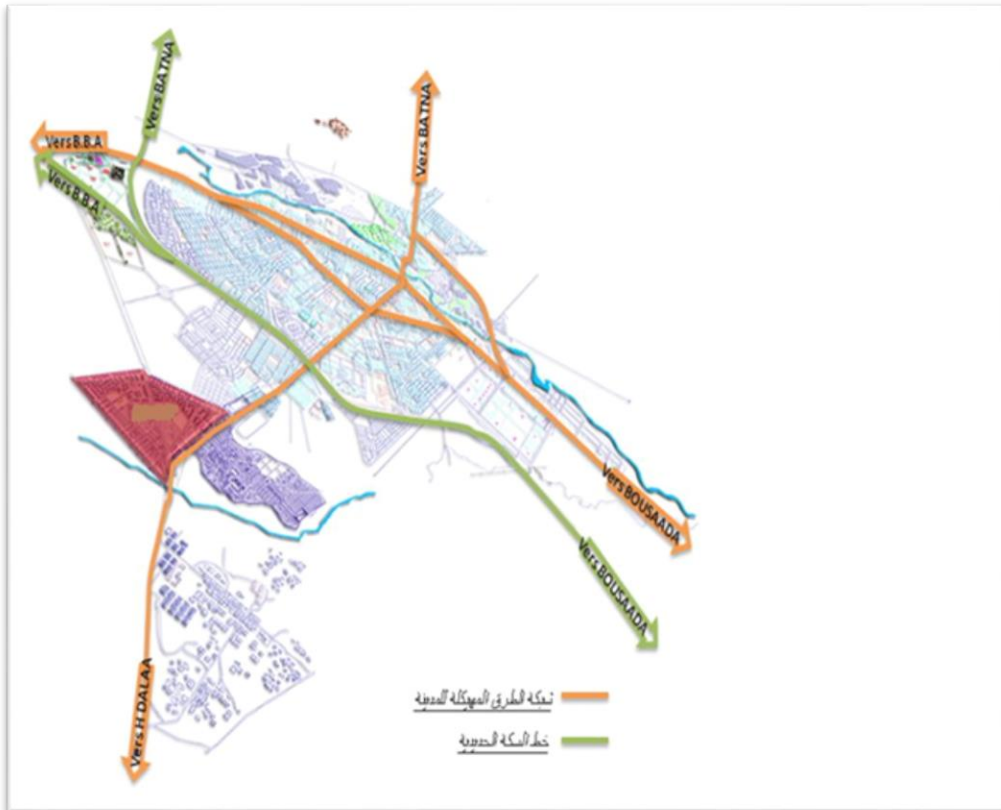 Vers BATNA
Vers BATNA
Vers B.B.A
Vers B.B.A
Vers BOUSAADA
Vers BOUSAADA
Vers H DALAA
شبكة الطرق المهيكلة للمدينة
خط السكة الحديدية